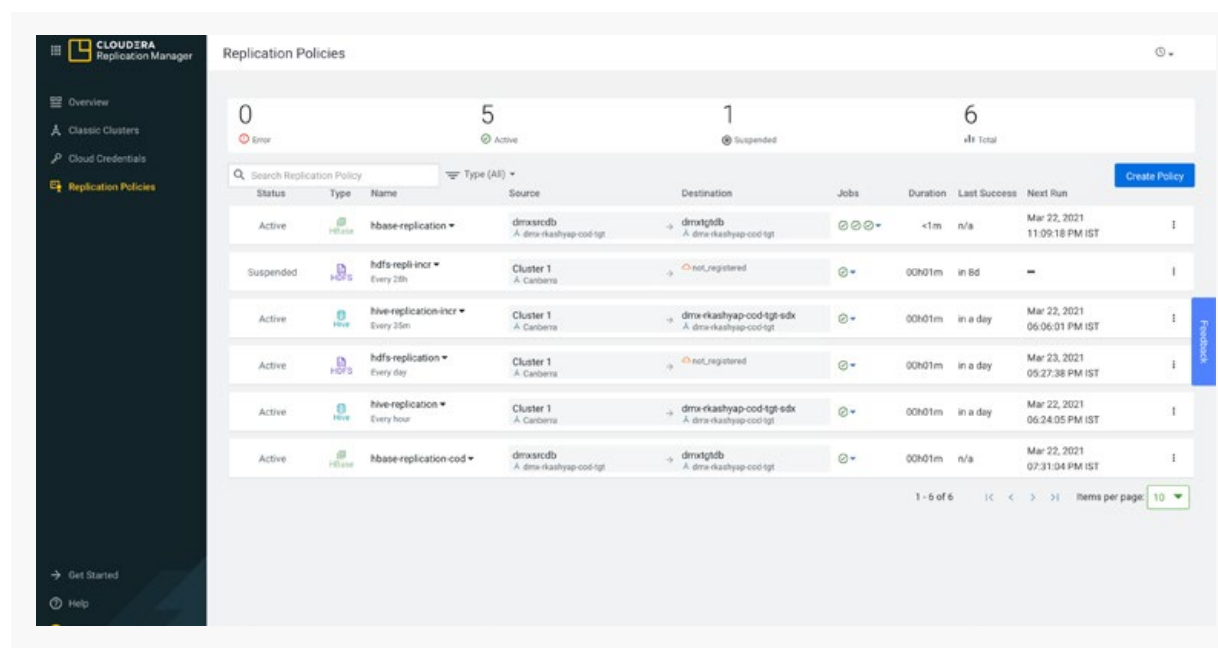 CLOUDERA
Replication Manager
Overview
Classic Clusters
Cloud Credentials
Replication Policies
Get Started
Help
Replication Policies
0 5 1 6
Error Active Suspended Total
Search Replication Policy Type (All) Create Policy
Status Type Name Source Destination Jobs Duration Last Success Next Run
Active HBase hbase-replication dmxsrcdb dmxtgtdb <1m n/a Mar 22, 2021
dmx-rkashyap-cod-tgt dmx-rkashyap-cod-tgt 11:09:18 PM IST
Suspended HDFS hdfs-repli-incr Cluster 1 not_registered 00h01m in 8d –
Every 28h Canberra
Active Hive hive-replication-incr Cluster 1 dmx-rkashyap-cod-tgt-sdx 00h01m in a day Mar 22, 2021
Every 35m Canberra dmx-rkashyap-cod-tgt 06:06:01 PM IST
Active HDFS hdfs-replication Cluster 1 not_registered 00h01m in a day Mar 23, 2021
Every day Canberra 05:27:38 PM IST
Active Hive hive-replication Cluster 1 dmx-rkashyap-cod-tgt-sdx 00h01m in a day Mar 22, 2021
Every hour Canberra dmx-rkashyap-cod-tgt 06:24:05 PM IST
Active HBase hbase-replication-cod dmxsrcdb dmxtgtdb 00h01m n/a Mar 22, 2021
dmx-rkashyap-cod-tgt dmx-rkashyap-cod-tgt 07:31:04 PM IST
1 - 6 of 6 Items per page: 10
Feedback